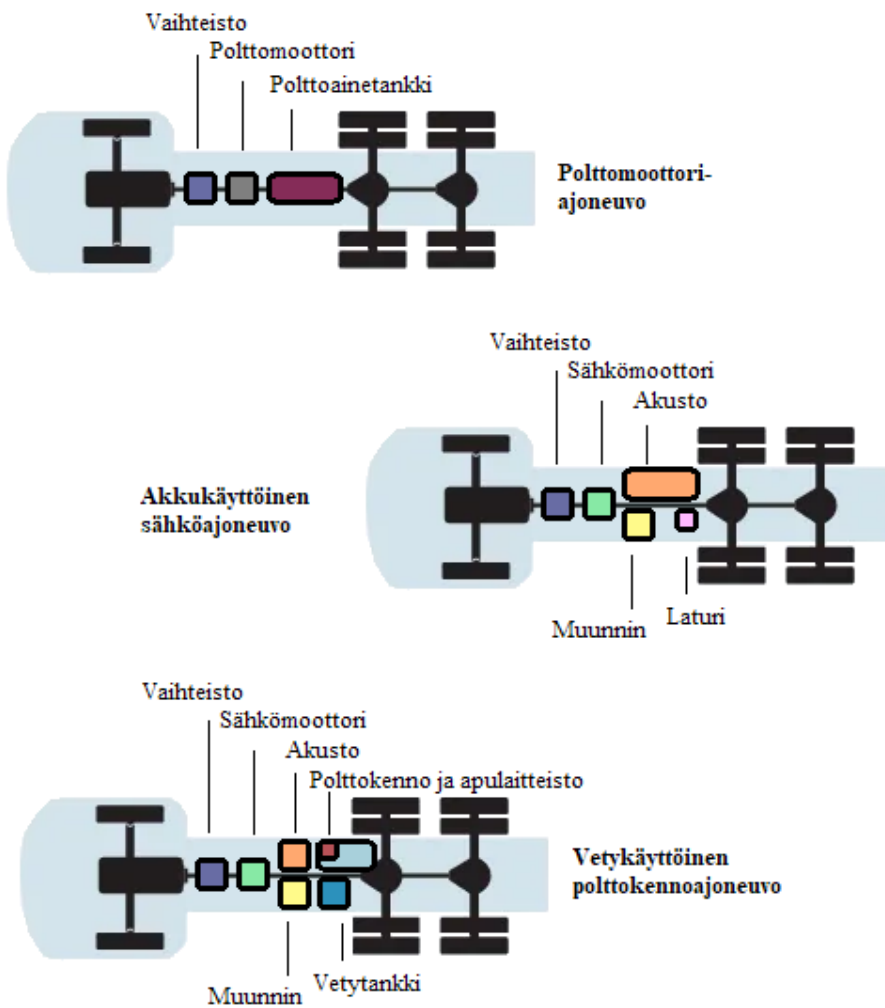 Vaihteisto
Polttomoottori
Polttoainetankki
Polttomoottori-
ajoneuvo
Vaihteisto
Sähkömoottori
Akusto
Akkukäyttöinen
sähköajoneuvo
Muunnin
Laturi
Vaihteisto
Sähkömoottori
Akusto
Polttokenno ja apulaitteisto
Vetykäyttöinen
polttokennoajoneuvo
Muunnin
Vetytankki